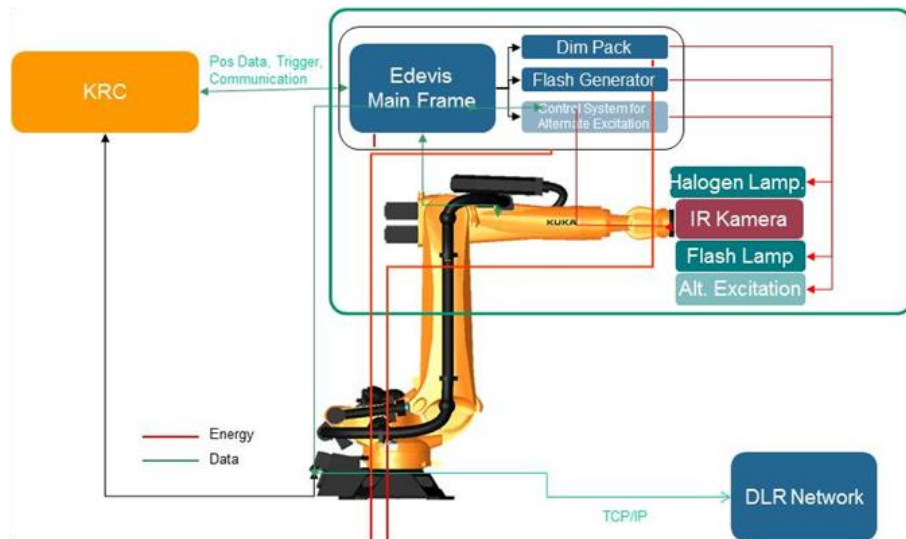 Pos Data, Trigger,
Communication
KRC
Edevis
Main Frame
Dim Pack
Flash Generator
Control System for
Alternate Excitation
Halogen Lamp.
IR Kamera
Flash Lamp
Alt. Excitation
KUKA
Energy
Data
TCP/IP
DLR Network